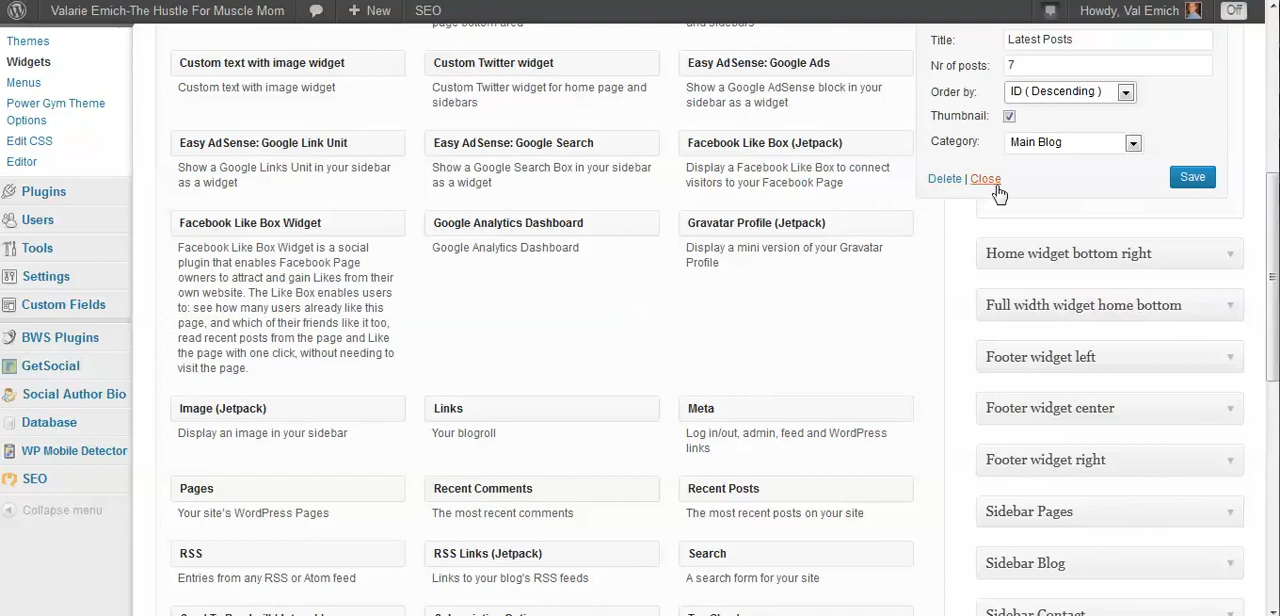 Valarie Emich-The Hustle For Muscle Mom
New
SEO
Howdy, Val Emich
Off
Themes
Widgets
Menus
Power Gym Theme
Options
Edit CSS
Editor
Plugins
Users
Tools
Settings
Custom Fields
BWS Plugins
GetSocial
Social Author Bio
Database
WP Mobile Detector
SEO
Collapse menu
bottom area
Custom text with image widget
Custom text with image widget
Custom Twitter widget
Custom Twitter widget for home page and
sidebars
Easy AdSense: Google Ads
Show a Google AdSense block in your
sidebar as a widget
Easy AdSense: Google Link Unit
Show a Google Links Unit in your sidebar
as a widget
Easy AdSense: Google Search
Show a Google Search Box in your sidebar
as a widget
Facebook Like Box (Jetpack)
Display a Facebook Like Box to connect
visitors to your Facebook Page
Facebook Like Box Widget
Facebook Like Box Widget is a social
plugin that enables Facebook Page
owners to attract and gain Likes from their
own website. The Like Box enables users
to: see how many users already like this
page, and which of their friends like it too,
read recent posts from the page and Like
the page with one click, without needing to
visit the page.
Google Analytics Dashboard
Google Analytics Dashboard
Gravatar Profile (Jetpack)
Display a mini version of your Gravatar
Profile
Image (Jetpack)
Display an image in your sidebar
Links
Your blogroll
Meta
Log in/out, admin, feed and WordPress
links
Pages
Your site's WordPress Pages
Recent Comments
The most recent comments
Recent Posts
The most recent posts on your site
RSS
Entries from any RSS or Atom feed
RSS Links (Jetpack)
Links to your blog's RSS feeds
Search
A search form for your site
Title: Latest Posts
Nr of posts: 7
Order by: ID ( Descending )
Thumbnail:
Category: Main Blog
Delete | Close
Save
Home widget bottom right
Full width widget home bottom
Footer widget left
Footer widget center
Footer widget right
Sidebar Pages
Sidebar Blog
Sidebar Contact